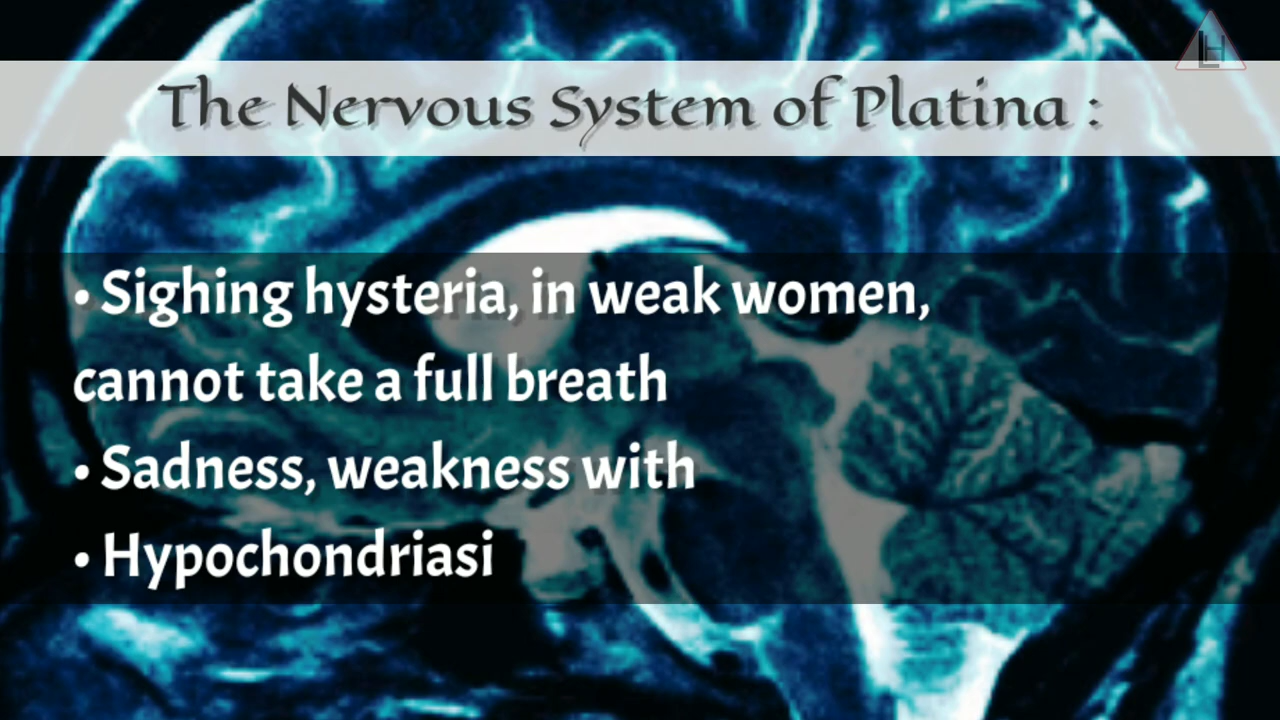 The Nervous System of Platina :
• Sighing hysteria, in weak women,
cannot take a full breath
• Sadness, weakness with
• Hypochondriasi